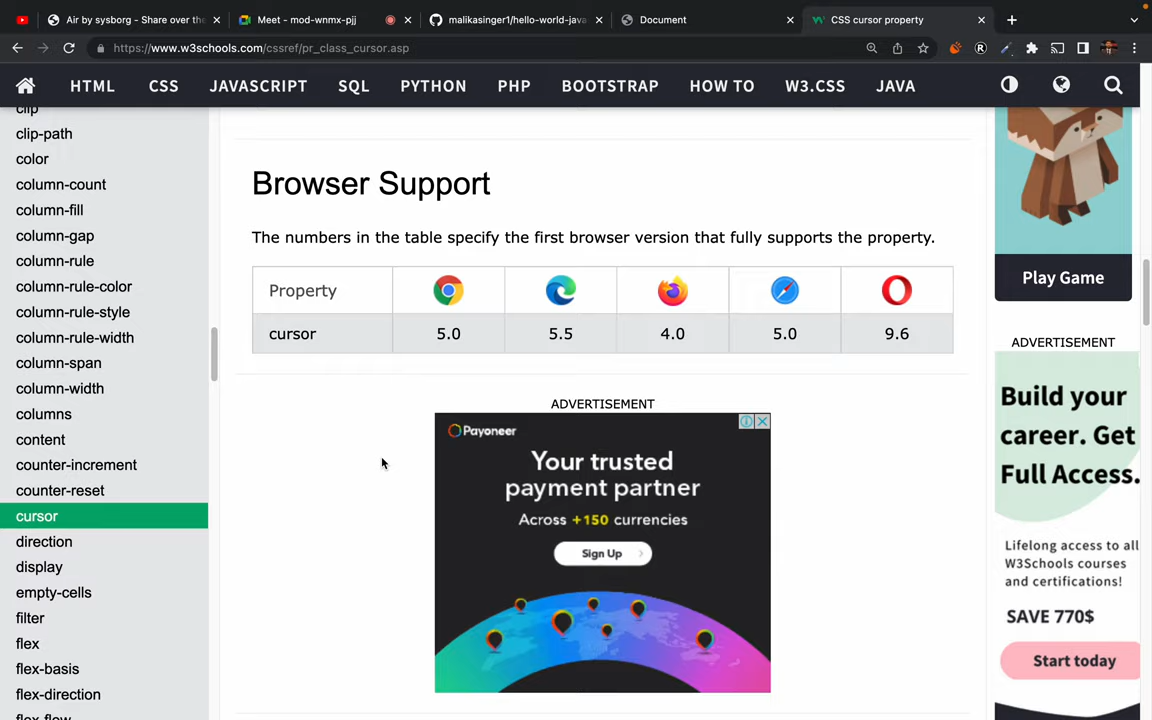 Air by sysborg - Share over the
Meet - mod-wnmx-pjj
malikasinger1/hello-world-java
Document
CSS cursor property
https://www.w3schools.com/cssref/pr_class_cursor.asp
HTML
CSS
JAVASCRIPT
SQL
PYTHON
PHP
BOOTSTRAP
HOW TO
W3.CSS
JAVA
clip
clip-path
color
column-count
column-fill
column-gap
column-rule
column-rule-color
column-rule-style
column-rule-width
column-span
column-width
columns
content
counter-increment
counter-reset
cursor
direction
display
empty-cells
filter
flex
flex-basis
flex-direction
flex-flow
Browser Support
The numbers in the table specify the first browser version that fully supports the property.
Property
cursor 5.0 5.5 4.0 5.0 9.6
ADVERTISEMENT
Payoneer
Your trusted
payment partner
Across +150 currencies
Sign Up
Play Game
ADVERTISEMENT
Build your
career. Get
Full Access.
Lifelong access to all
W3Schools courses
and certifications!
SAVE 770$
Start today